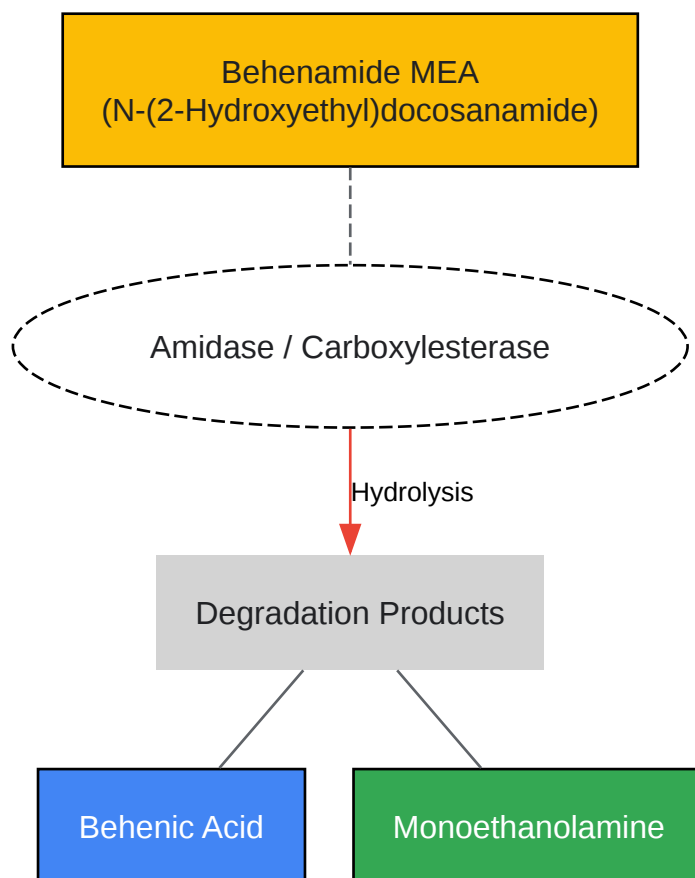 Behenamide MEA
(N-(2-Hydroxyethyl)docosanamide)
Amidase / Carboxylesterase
Hydrolysis
Degradation Products
Behenic Acid
Monoethanolamine